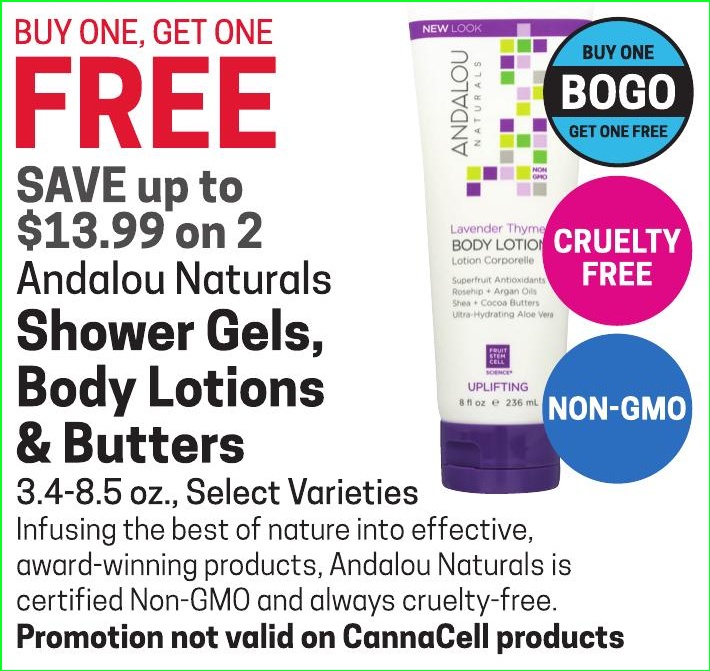 BUY ONE, GET ONE
FREE
SAVE up to
$13.99 on 2
Andalou Naturals
Shower Gels,
Body Lotions
& Butters
3.4-8.5 oz., Select Varieties
Infusing the best of nature into effective,
award-winning products, Andalou Naturals is
certified Non-GMO and always cruelty-free.
Promotion not valid on CannaCell products
NEW LOOK
ANDALOU
NATURALS
NON
GMO
Lavender Thyme
BODY LOTION
Lotion Corporelle
Superfruit Antioxidants
Rosehip + Argan Oils
Shea + Cocoa Butters
Ultra-Hydrating Aloe Vera
FRUIT
STEM
CELL
SCIENCE®
UPLIFTING
8 fl oz e 236 mL
BUY ONE
BOGO
GET ONE FREE
CRUELTY
FREE
NON-GMO